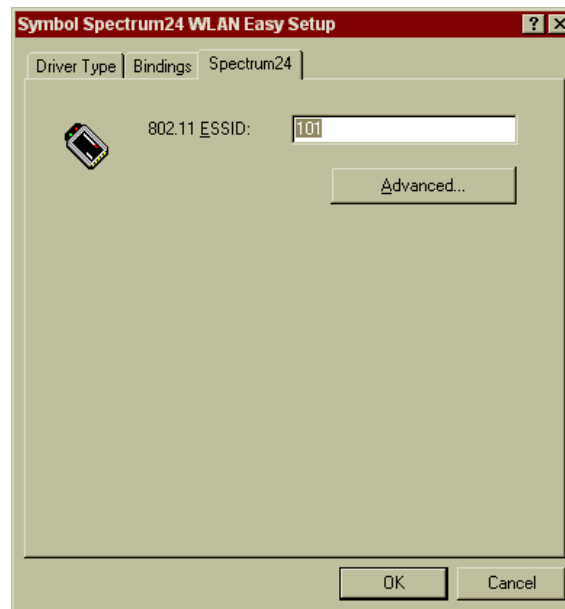 Symbol Spectrum24 WLAN Easy Setup
Driver Type Bindings Spectrum24
802.11 ESSID: 101
Advanced...
OK Cancel